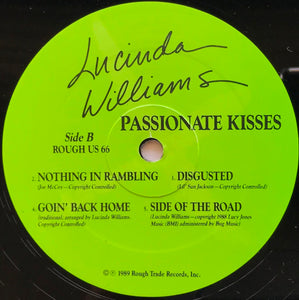 Lucinda
Williams
Side B
ROUGH US 66
PASSIONATE KISSES
3. NOTHING IN RAMBLING
(Joe McCoy—Copyright Controlled)
5. DISGUSTED
(Lil' Son Jackson—Copyright Controlled)
4. GOIN' BACK HOME
(traditional, arranged by Lucinda Williams.
Copyright Controlled)
5. SIDE OF THE ROAD
(Lucinda Williams—copyright 1988 Lucy Jones
Music (BMI) administered by Bug Music)
© ℗ 1989 Rough Trade Records, Inc.